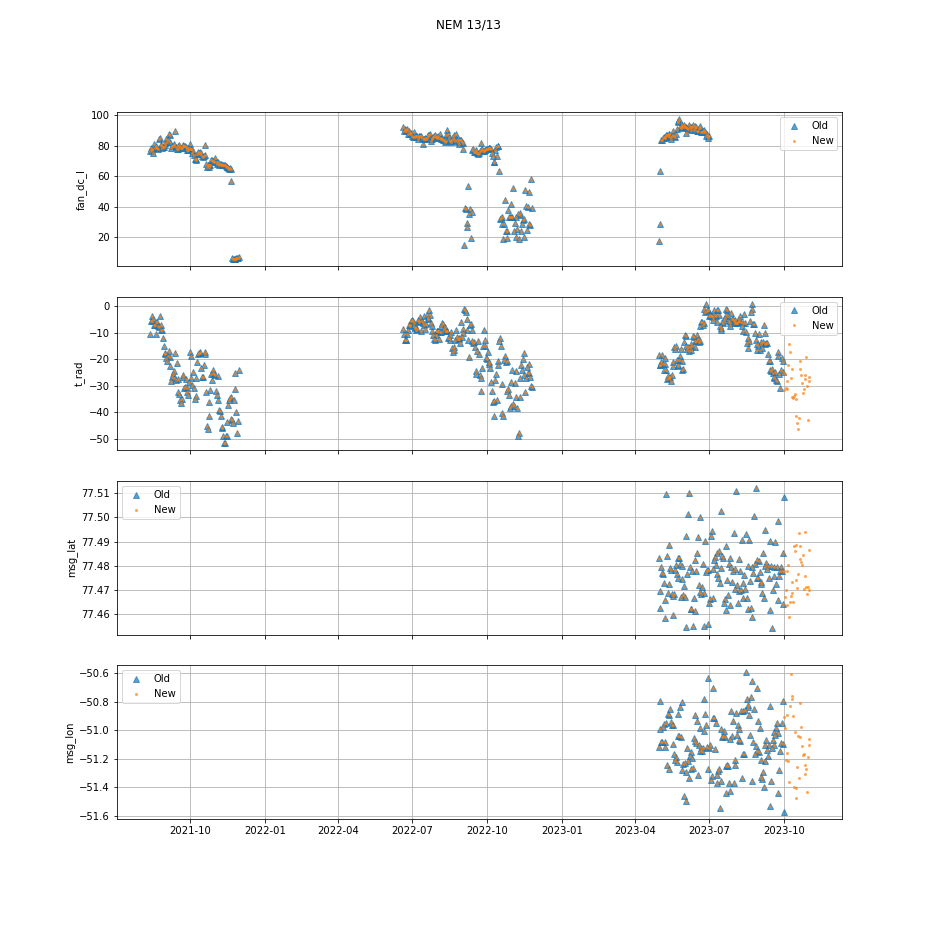 NEM 13/13
100
80
60
40
20
fan_dc_l
Old
New
0
−10
−20
−30
−40
−50
t_rad
Old
New
77.51
77.50
77.49
77.48
77.47
77.46
msg_lat
Old
New
−50.6
−50.8
−51.0
−51.2
−51.4
−51.6
msg_lon
Old
New
2021-10 2022-01 2022-04 2022-07 2022-10 2023-01 2023-04 2023-07 2023-10